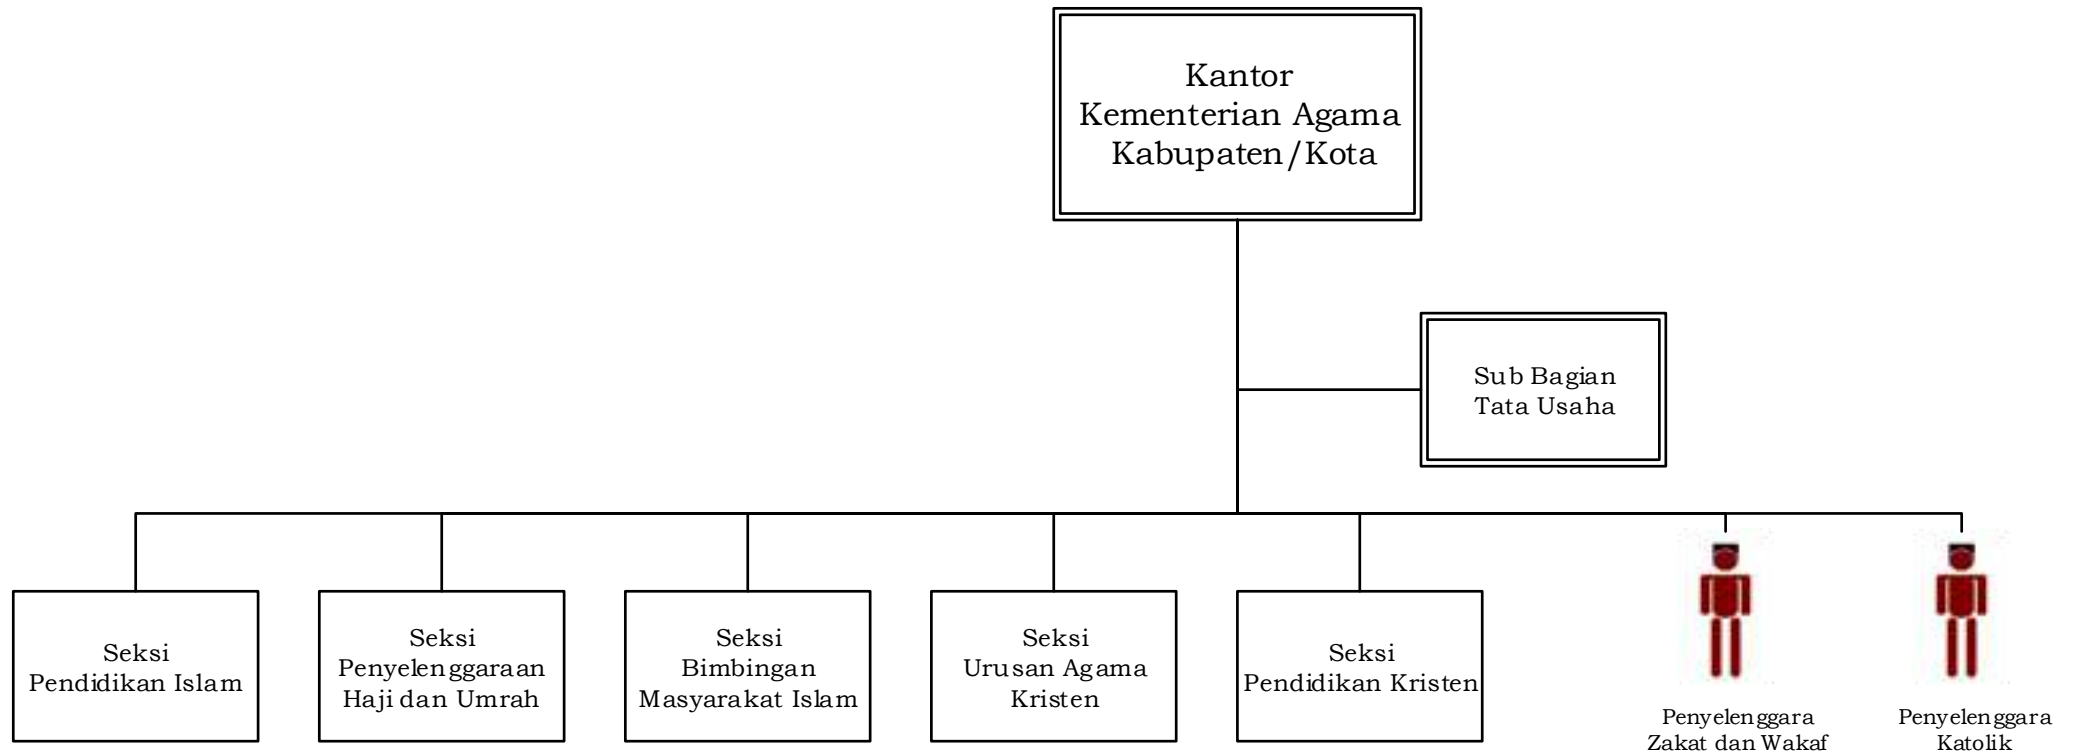 Kantor
Kementerian Agama
Kabupaten/Kota
Sub Bagian
Tata Usaha
Seksi
Pendidikan Islam
Seksi
Penyelenggaraan
Haji dan Umrah
Seksi
Bimbingan
Masyarakat Islam
Seksi
Urusan Agama
Kristen
Seksi
Pendidikan Kristen
Penyelenggara
Zakat dan Wakaf
Penyelenggara
Katolik